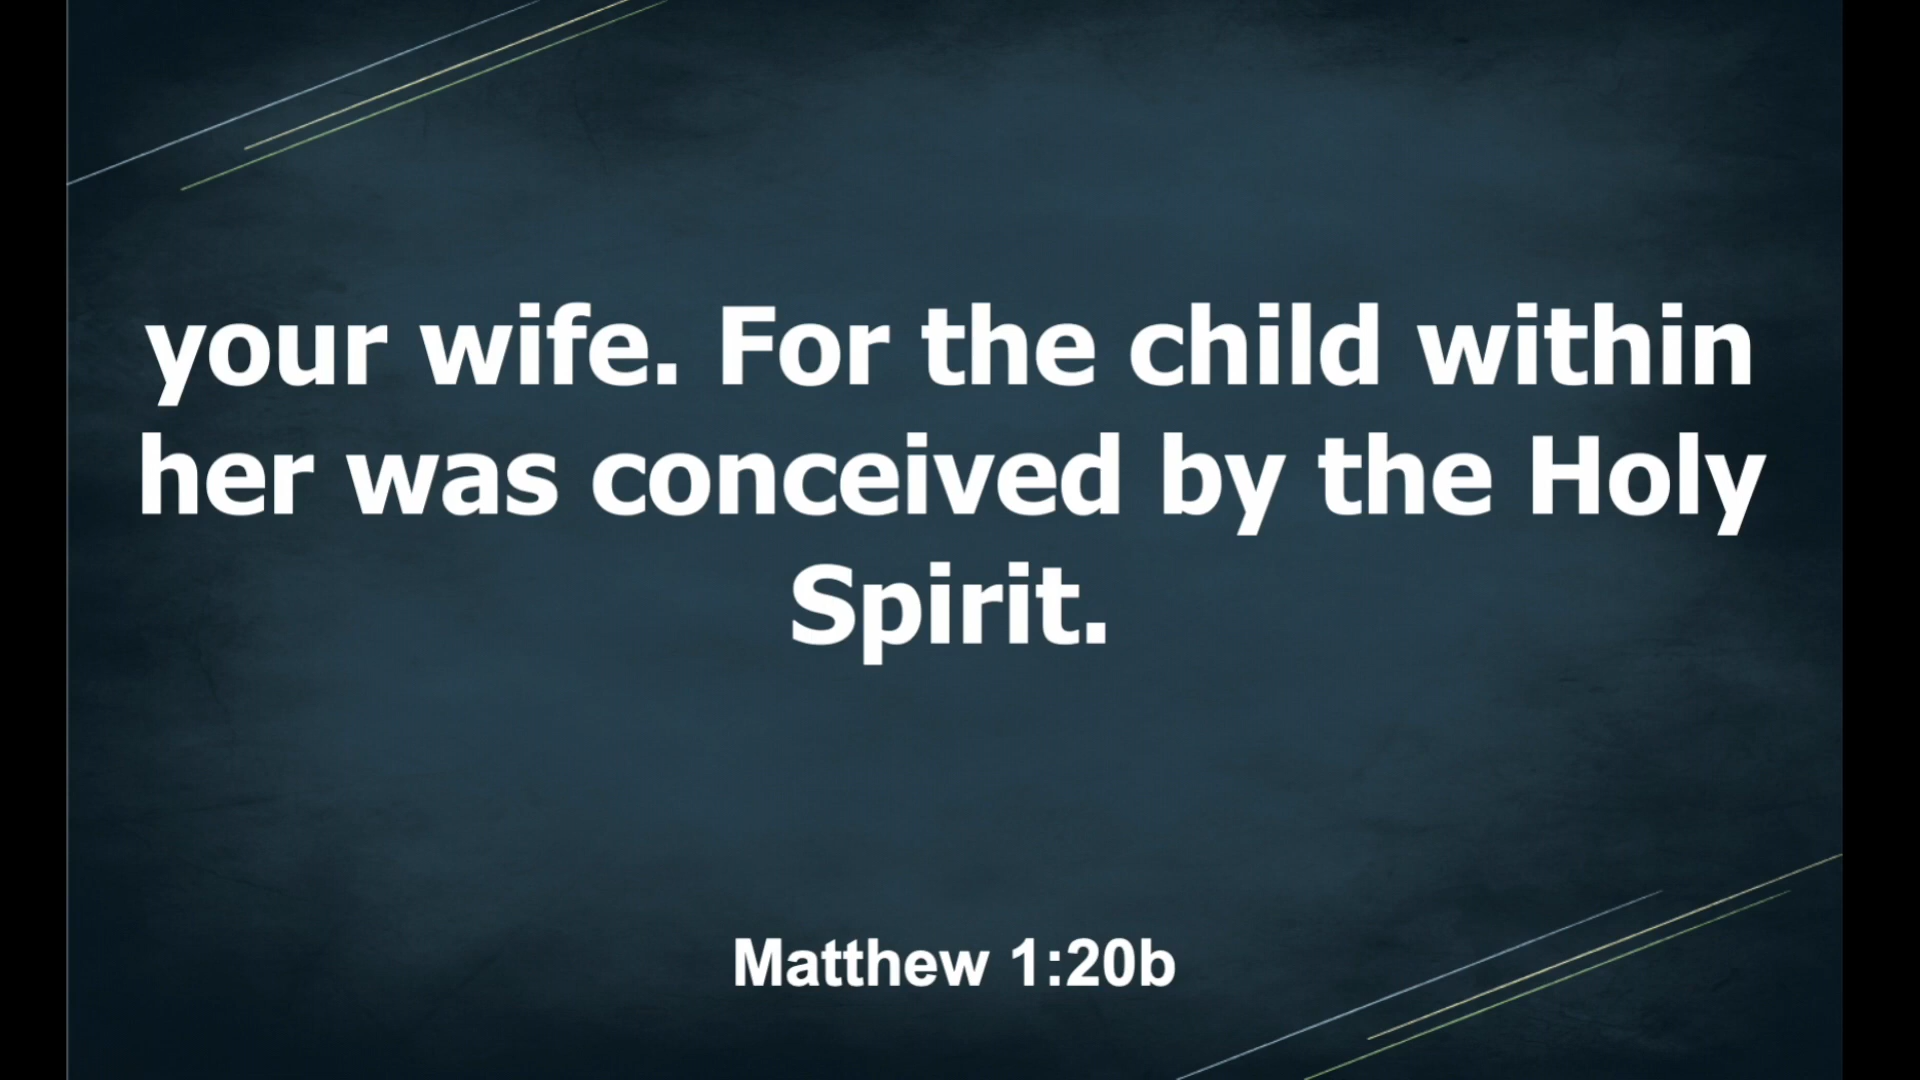 your wife. For the child within
her was conceived by the Holy
Spirit.
Matthew 1:20b